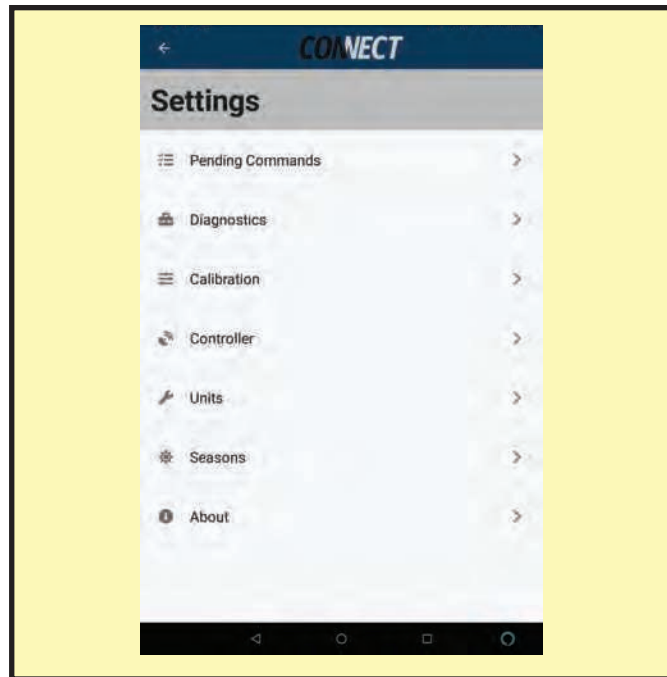 CONNECT
Settings
Pending Commands
Diagnostics
Calibration
Controller
Units
Seasons
About